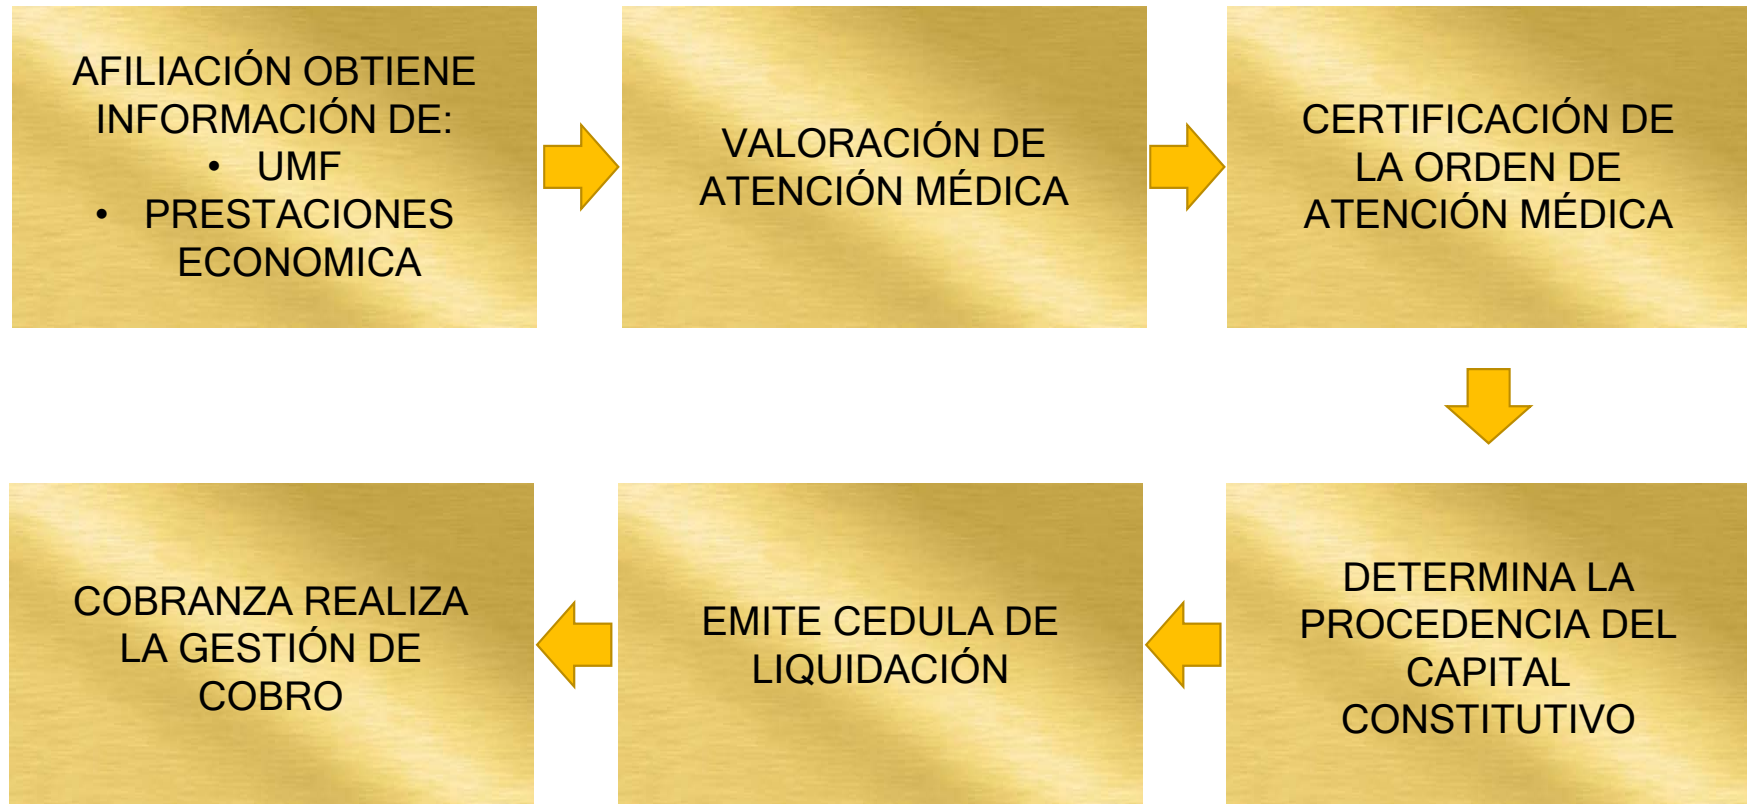 AFILIACIÓN OBTIENE
INFORMACIÓN DE:
• UMF
• PRESTACIONES
ECONOMICA
VALORACIÓN DE
ATENCIÓN MÉDICA
CERTIFICACIÓN DE
LA ORDEN DE
ATENCIÓN MÉDICA
DETERMINA LA
PROCEDENCIA DEL
CAPITAL
CONSTITUTIVO
EMITE CEDULA DE
LIQUIDACIÓN
COBRANZA REALIZA
LA GESTIÓN DE
COBRO